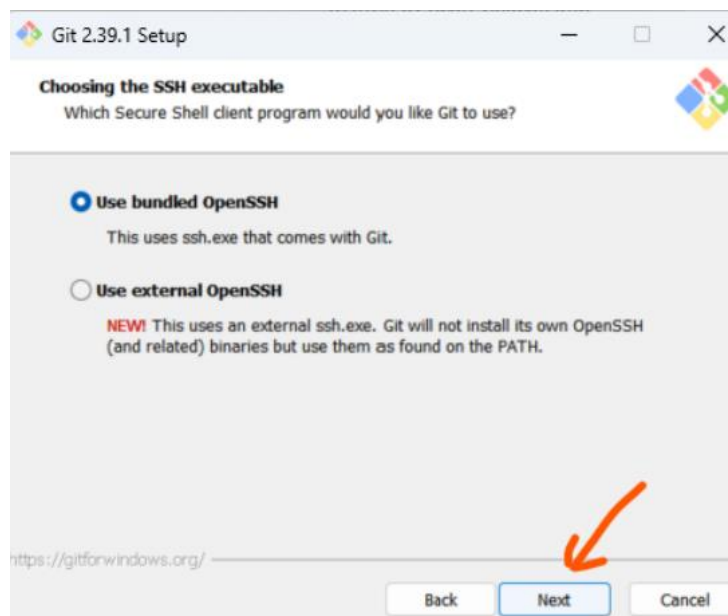 Git 2.39.1 Setup
Choosing the SSH executable
Which Secure Shell client program would you like Git to use?
Use bundled OpenSSH
This uses ssh.exe that comes with Git.
Use external OpenSSH
NEW! This uses an external ssh.exe. Git will not install its own OpenSSH
(and related) binaries but use them as found on the PATH.
https://gitforwindows.org/
Back Next Cancel